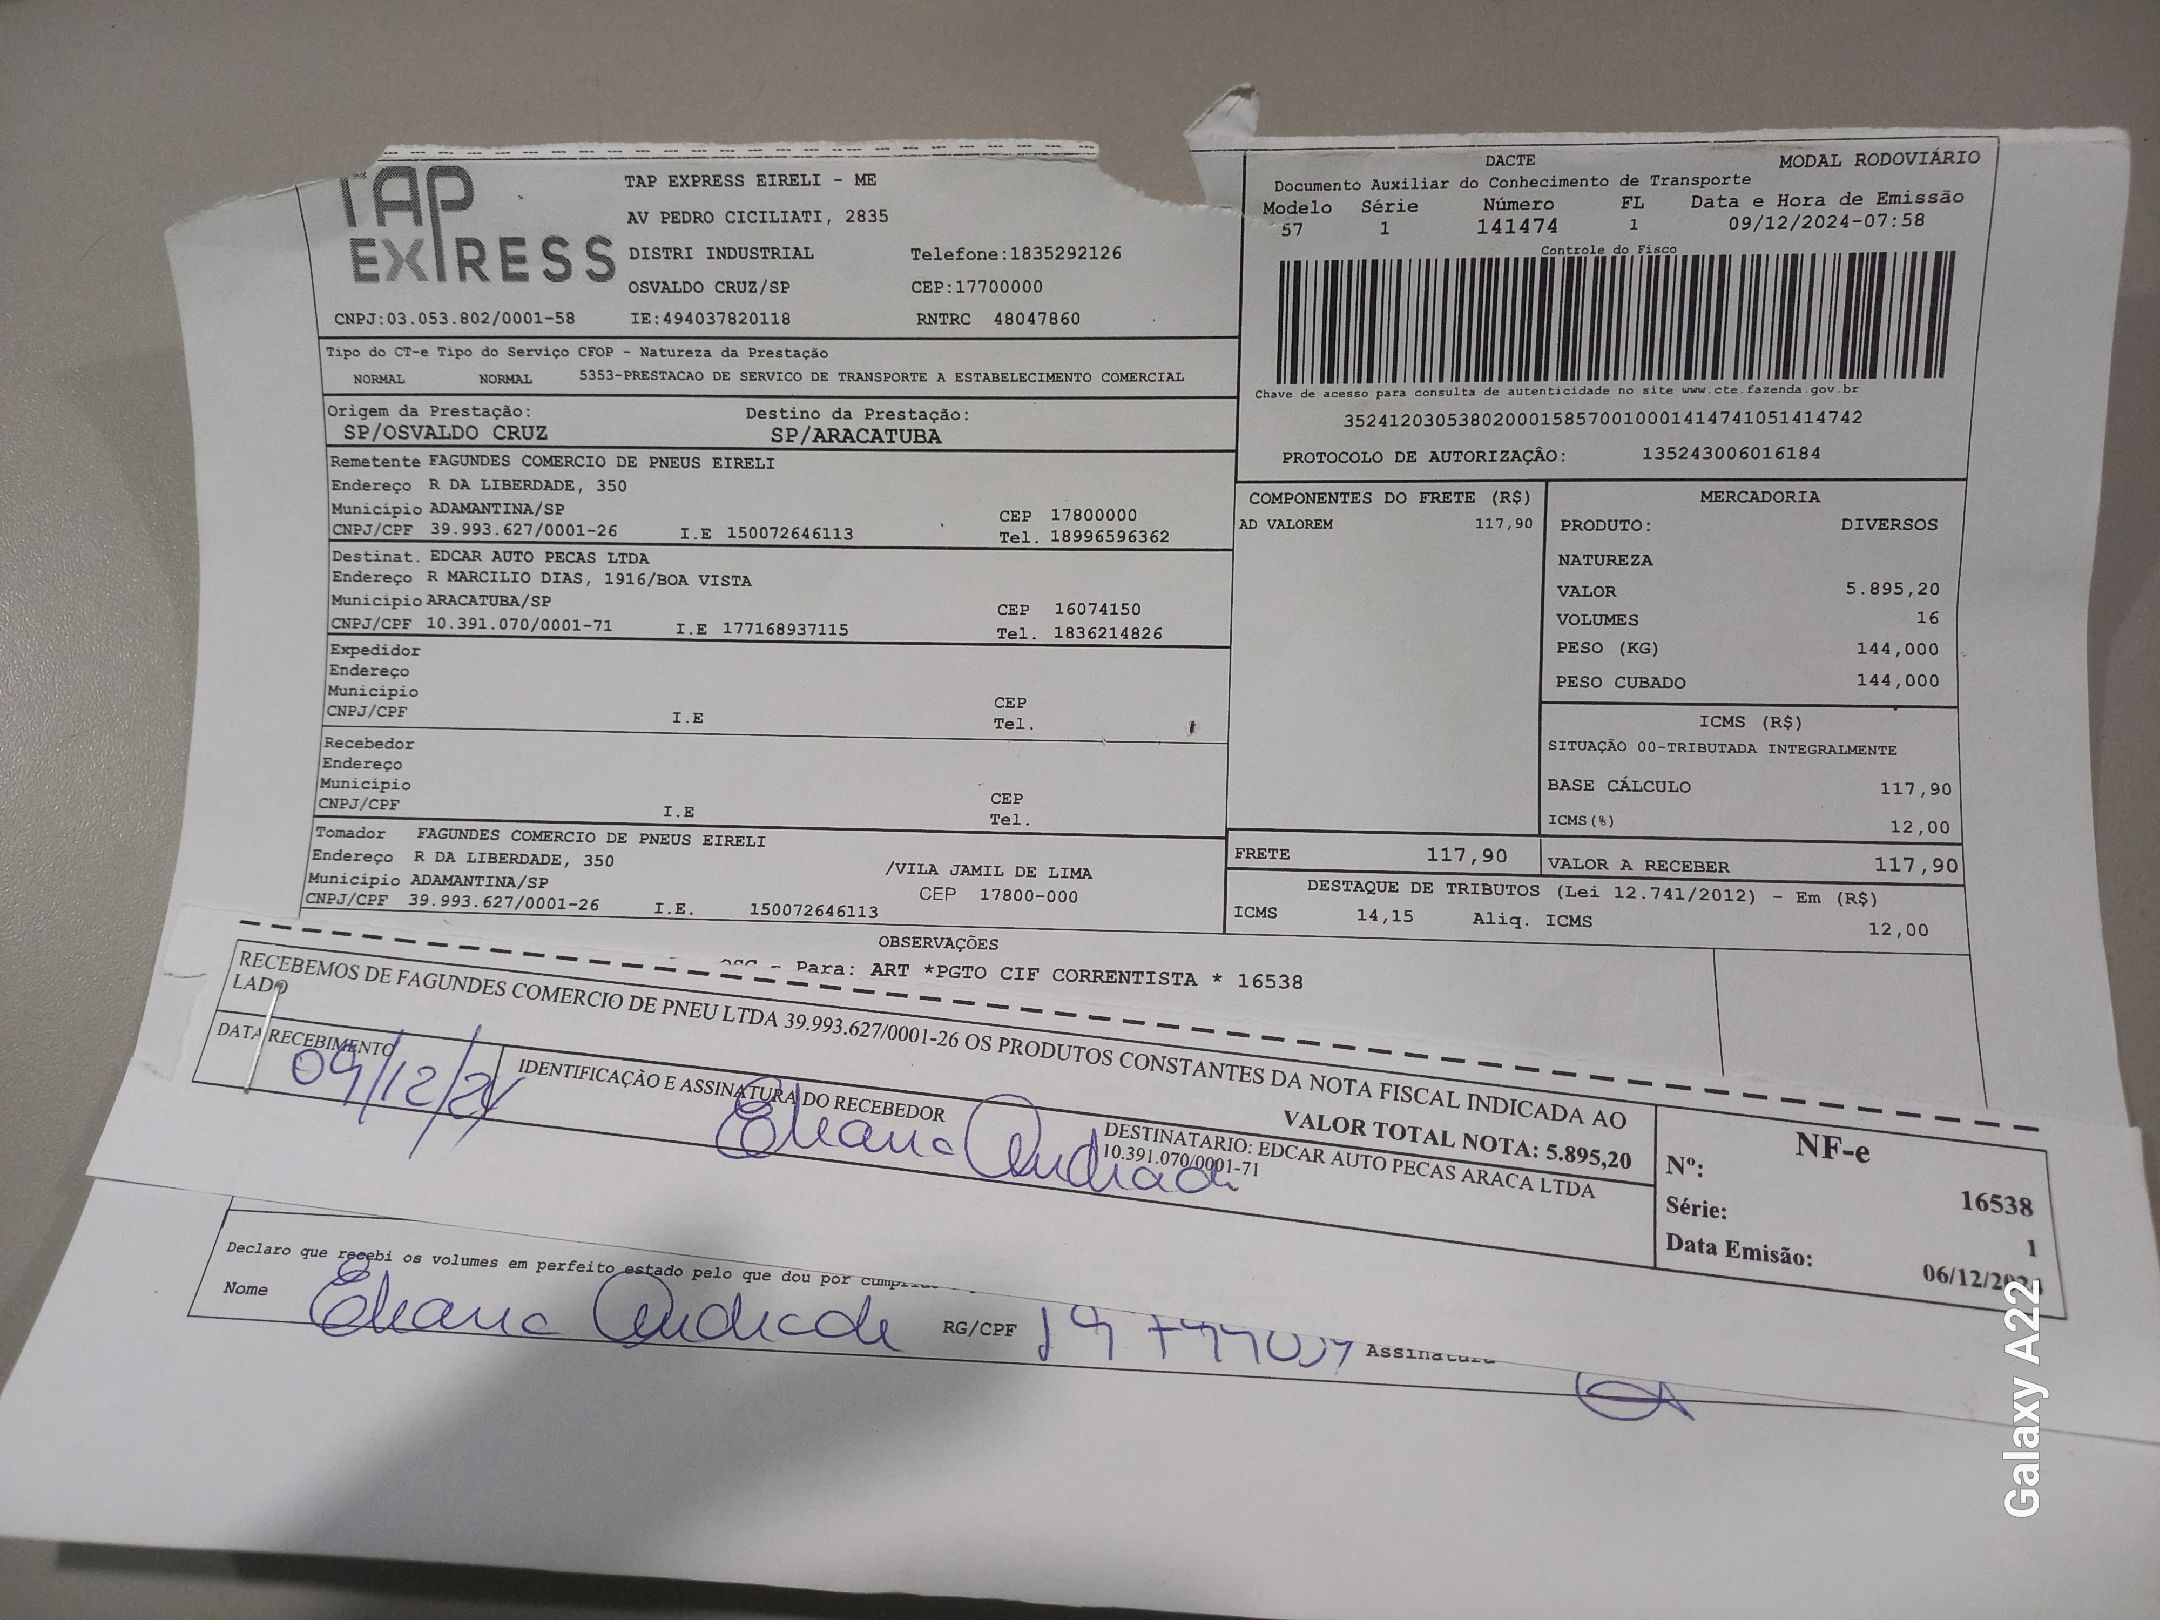 TAP EXPRESS
TAP EXPRESS EIRELI - ME
AV PEDRO CICILIATI, 2835
DISTRI INDUSTRIAL Telefone:1835292126
OSVALDO CRUZ/SP CEP:17700000
CNPJ:03.053.802/0001-58 IE:494037820118 RNTRC 48047860
DACTE MODAL RODOVIÁRIO
Documento Auxiliar do Conhecimento de Transporte
Modelo Série Número FL Data e Hora de Emissão
57 1 141474 1 09/12/2024-07:58
Controle do Fisco
Chave de acesso para consulta de autenticidade no site www.cte.fazenda.gov.br
35241203053802000158570010001414741051414742
PROTOCOLO DE AUTORIZAÇÃO: 135243006016184
Tipo do CT-e Tipo do Serviço CFOP - Natureza da Prestação
NORMAL NORMAL 5353-PRESTACAO DE SERVICO DE TRANSPORTE A ESTABELECIMENTO COMERCIAL
Origem da Prestação: Destino da Prestação:
SP/OSVALDO CRUZ SP/ARACATUBA
Remetente FAGUNDES COMERCIO DE PNEUS EIRELI
Endereço R DA LIBERDADE, 350
Município ADAMANTINA/SP CEP 17800000
CNPJ/CPF 39.993.627/0001-26 I.E 150072646113 Tel. 18996596362
Destinat. EDCAR AUTO PECAS LTDA
Endereço R MARCILIO DIAS, 1916/BOA VISTA
Município ARACATUBA/SP CEP 16074150
CNPJ/CPF 10.391.070/0001-71 I.E 177168937115 Tel. 1836214826
Expedidor
Endereço
Município CEP
CNPJ/CPF I.E Tel.
Recebedor
Endereço
Município CEP
CNPJ/CPF I.E Tel.
Tomador FAGUNDES COMERCIO DE PNEUS EIRELI
Endereço R DA LIBERDADE, 350 /VILA JAMIL DE LIMA
Município ADAMANTINA/SP CEP 17800-000
CNPJ/CPF 39.993.627/0001-26 I.E. 150072646113
COMPONENTES DO FRETE (R$)
AD VALOREM 117,90
MERCADORIA
PRODUTO: DIVERSOS
NATUREZA
VALOR 5.895,20
VOLUMES 16
PESO (KG) 144,000
PESO CUBADO 144,000
ICMS (R$)
SITUAÇÃO 00-TRIBUTADA INTEGRALMENTE
BASE CÁLCULO 117,90
ICMS(%) 12,00
FRETE 117,90 VALOR A RECEBER 117,90
DESTAQUE DE TRIBUTOS (Lei 12.741/2012) - Em (R$)
ICMS 14,15 Aliq. ICMS 12,00
OBSERVAÇÕES
- Para: ART *PGTO CIF CORRENTISTA * 16538
RECEBEMOS DE FAGUNDES COMERCIO DE PNEU LTDA 39.993.627/0001-26 OS PRODUTOS CONSTANTES DA NOTA FISCAL INDICADA AO
LADO
VALOR TOTAL NOTA: 5.895,20
DATA RECEBIMENTO IDENTIFICAÇÃO E ASSINATURA DO RECEBEDOR
DESTINATARIO: EDCAR AUTO PECAS ARACA LTDA
10.391.070/0001-71
09/12/24 Eliana Andrade
NF-e
Nº: 16538
Série: 1
Data Emissão: 06/12/2024
Declaro que recebi os volumes em perfeito estado pelo que dou por
Nome Eliana Andrade RG/CPF Assinatura
Galaxy A22